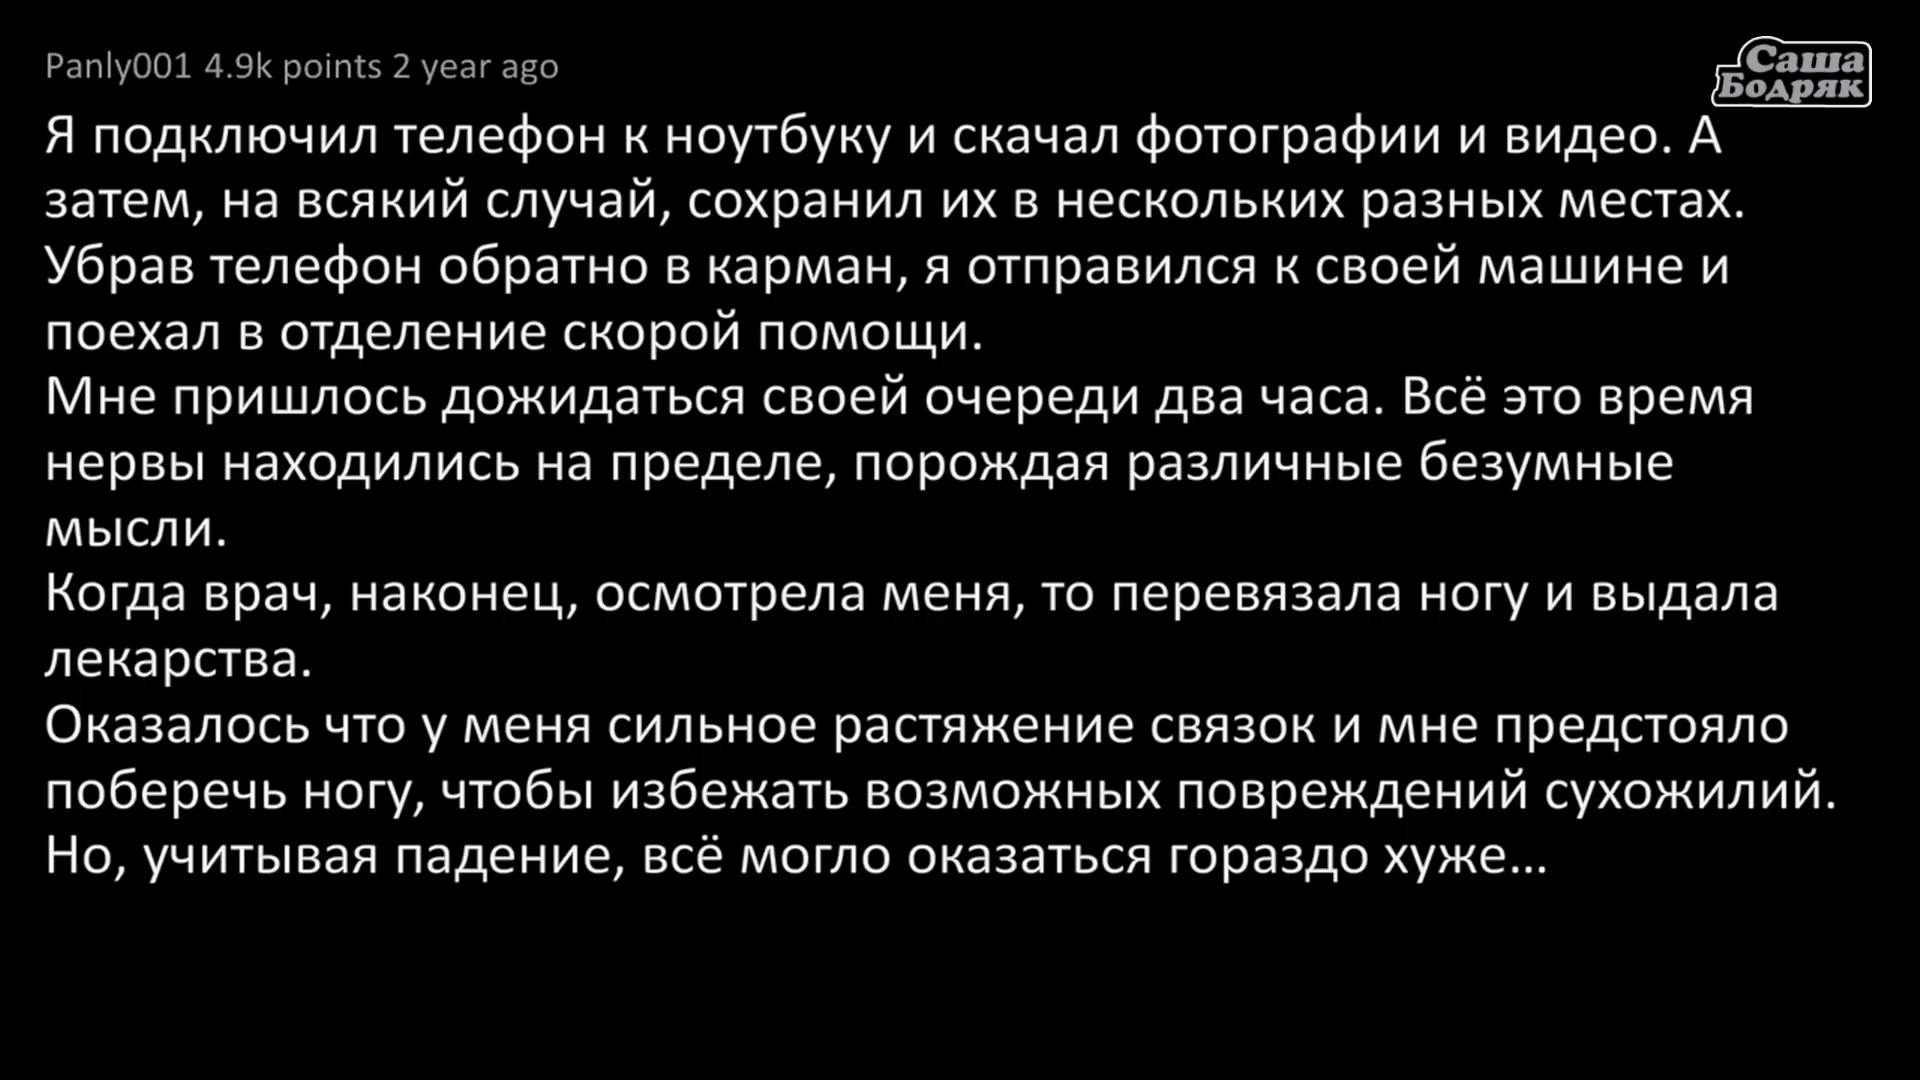 Panly001 4.9k points 2 year ago
Саша
Бодряк
Я подключил телефон к ноутбуку и скачал фотографии и видео. А
затем, на всякий случай, сохранил их в нескольких разных местах.
Убрав телефон обратно в карман, я отправился к своей машине и
поехал в отделение скорой помощи.
Мне пришлось дожидаться своей очереди два часа. Всё это время
нервы находились на пределе, порождая различные безумные
мысли.
Когда врач, наконец, осмотрела меня, то перевязала ногу и выдала
лекарства.
Оказалось что у меня сильное растяжение связок и мне предстояло
поберечь ногу, чтобы избежать возможных повреждений сухожилий.
Но, учитывая падение, всё могло оказаться гораздо хуже...